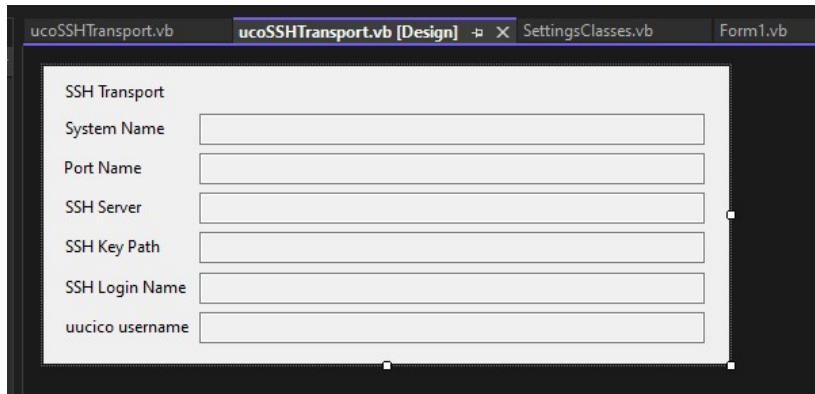 ucoSSHTransport.vb ucoSSHTransport.vb [Design] SettingsClasses.vb Form1.vb
SSH Transport
System Name
Port Name
SSH Server
SSH Key Path
SSH Login Name
uucico username